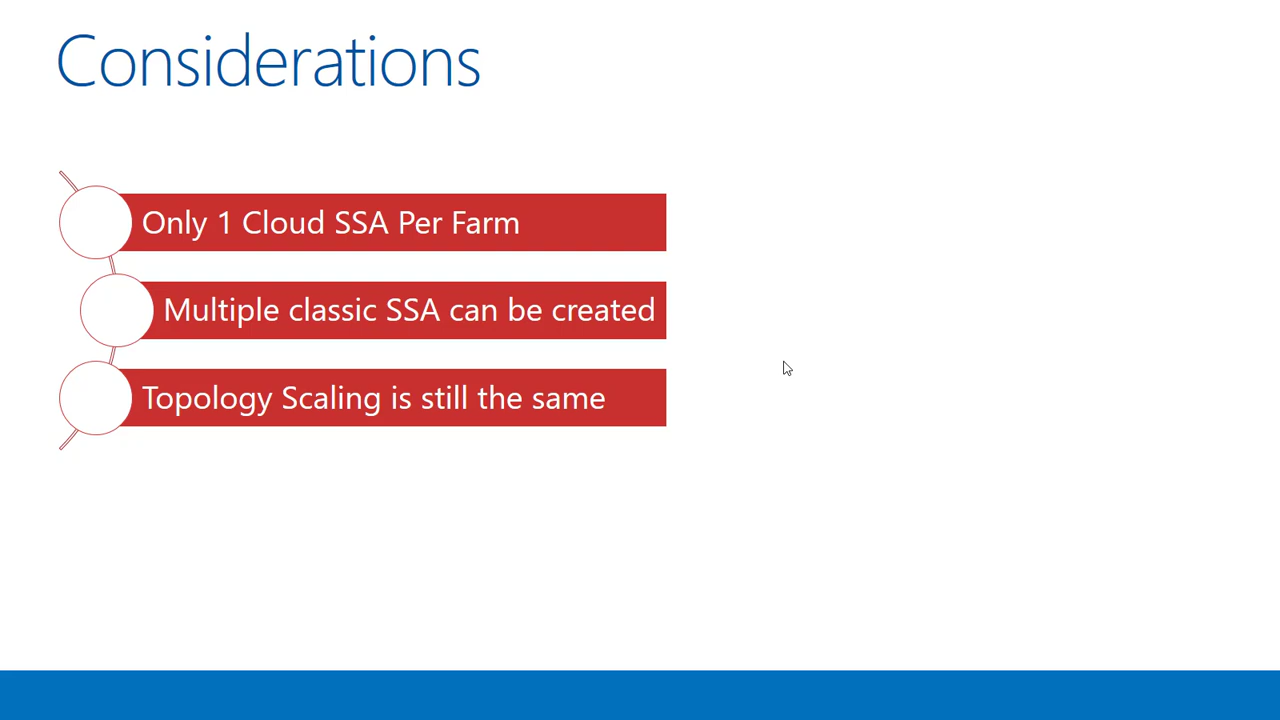 Considerations
Only 1 Cloud SSA Per Farm
Multiple classic SSA can be created
Topology Scaling is still the same